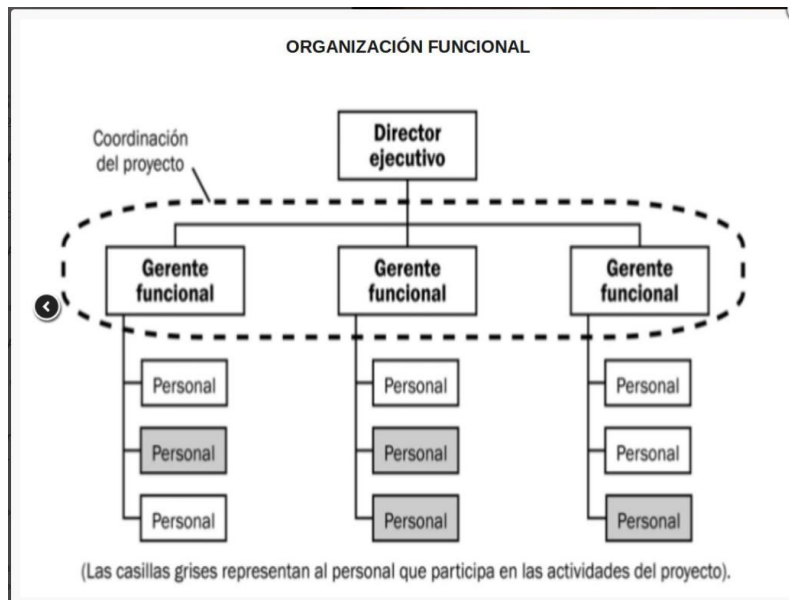 ORGANIZACIÓN FUNCIONAL
Coordinación
del proyecto
Director
ejecutivo
Gerente
funcional
Gerente
funcional
Gerente
funcional
Personal
Personal
Personal
Personal
Personal
Personal
Personal
Personal
Personal
(Las casillas grises representan al personal que participa en las actividades del proyecto).